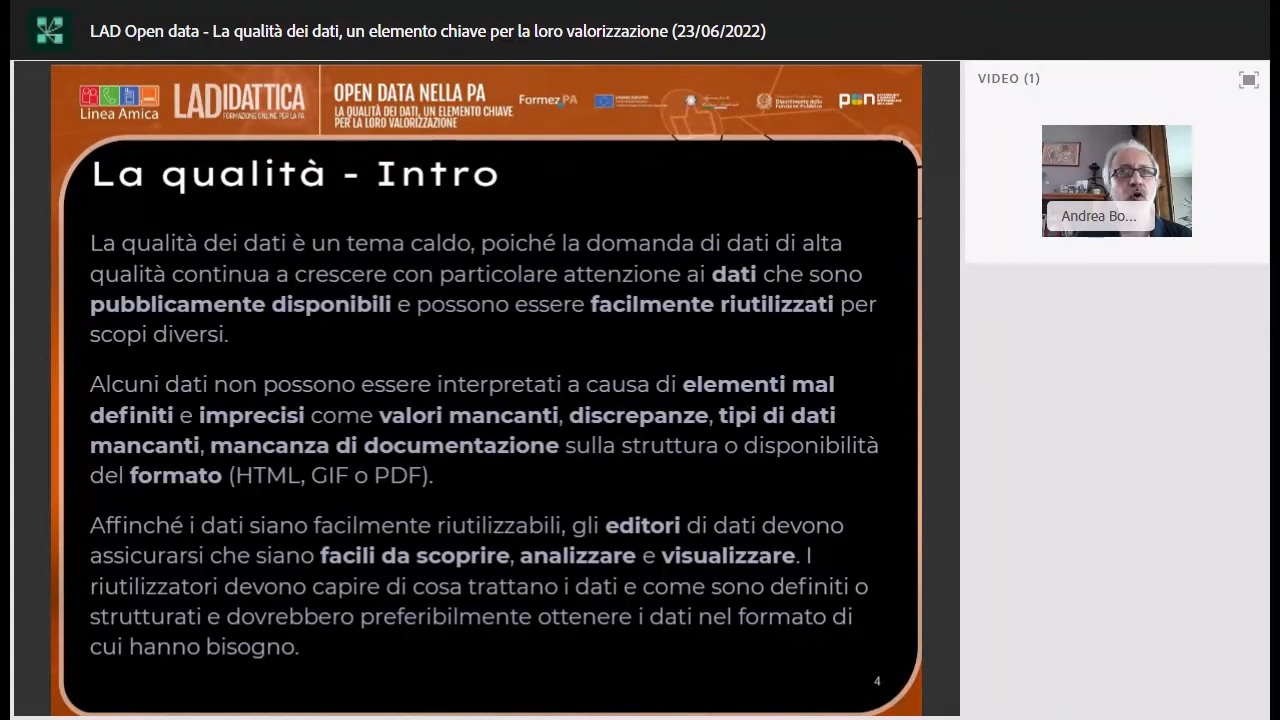 LAD Open data - La qualità dei dati, un elemento chiave per la loro valorizzazione (23/06/2022)
VIDEO (1)
Linea Amica
LADIDATTICA
FORMAZIONE ONLINE PER LA PA
OPEN DATA NELLA PA
LA QUALITÀ DEI DATI, UN ELEMENTO CHIAVE
PER LA LORO VALORIZZAZIONE
Formez PA
pon
La qualità - Intro
La qualità dei dati è un tema caldo, poiché la domanda di dati di alta
qualità continua a crescere con particolare attenzione ai dati che sono
pubblicamente disponibili e possono essere facilmente riutilizzati per
scopi diversi.
Alcuni dati non possono essere interpretati a causa di elementi mal
definiti e imprecisi come valori mancanti, discrepanze, tipi di dati
mancanti, mancanza di documentazione sulla struttura o disponibilità
del formato (HTML, GIF o PDF).
Affinché i dati siano facilmente riutilizzabili, gli editori di dati devono
assicurarsi che siano facili da scoprire, analizzare e visualizzare. I
riutilizzatori devono capire di cosa trattano i dati e come sono definiti o
strutturati e dovrebbero preferibilmente ottenere i dati nel formato di
cui hanno bisogno.
4
Andrea Bo...